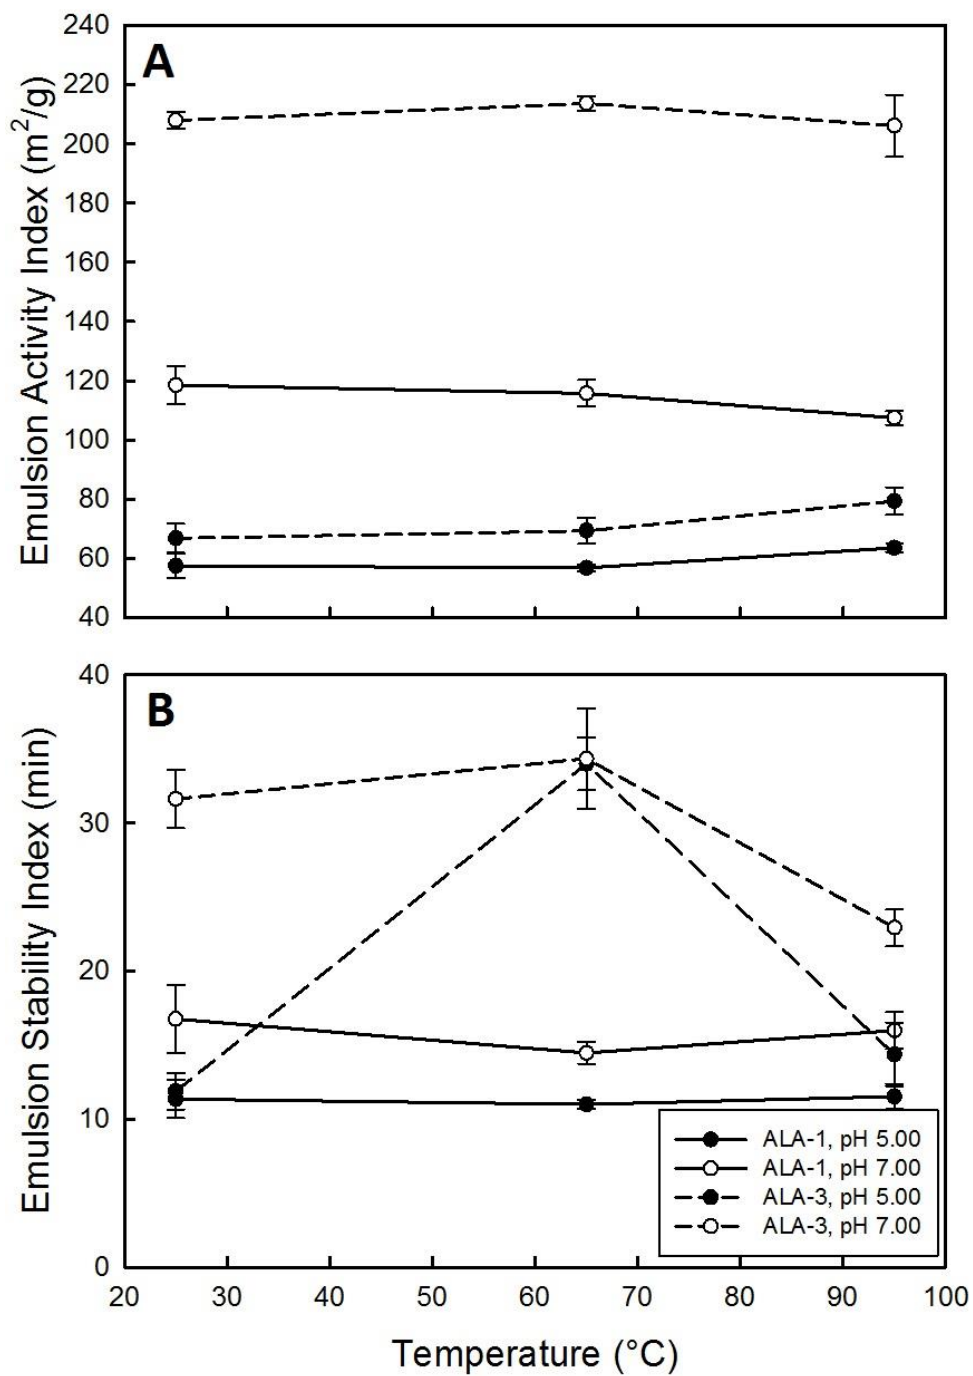 A
Emulsion Activity Index (m²/g)
240
220
200
180
160
140
120
100
80
60
40
B
Emulsion Stability Index (min)
40
30
20
10
0
ALA-1, pH 5.00
ALA-1, pH 7.00
ALA-3, pH 5.00
ALA-3, pH 7.00
20 30 40 50 60 70 80 90 100
Temperature (°C)